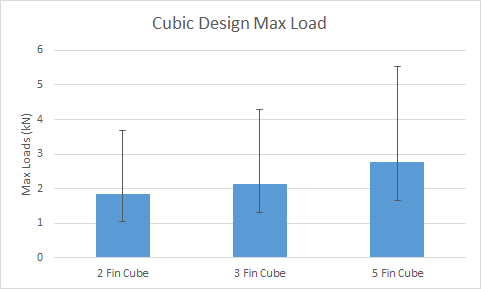 Cubic Design Max Load
Max Loads (kN)
6
5
4
3
2
1
0
2 Fin Cube
3 Fin Cube
5 Fin Cube